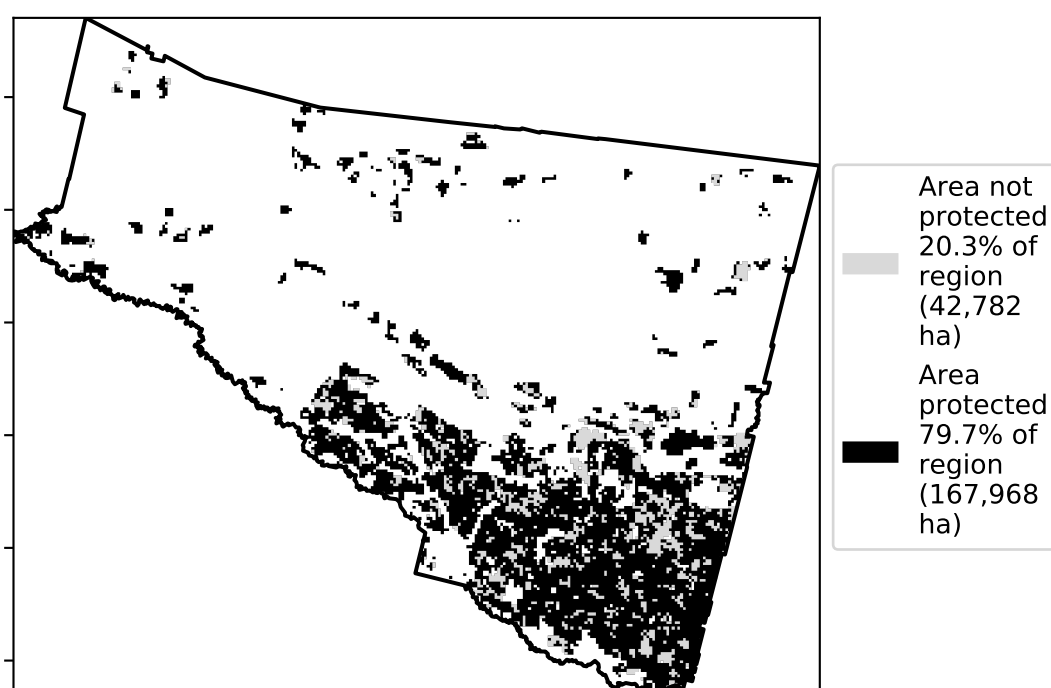 Area not
protected
20.3% of
region
(42,782
ha)
Area
protected
79.7% of
region
(167,968
ha)